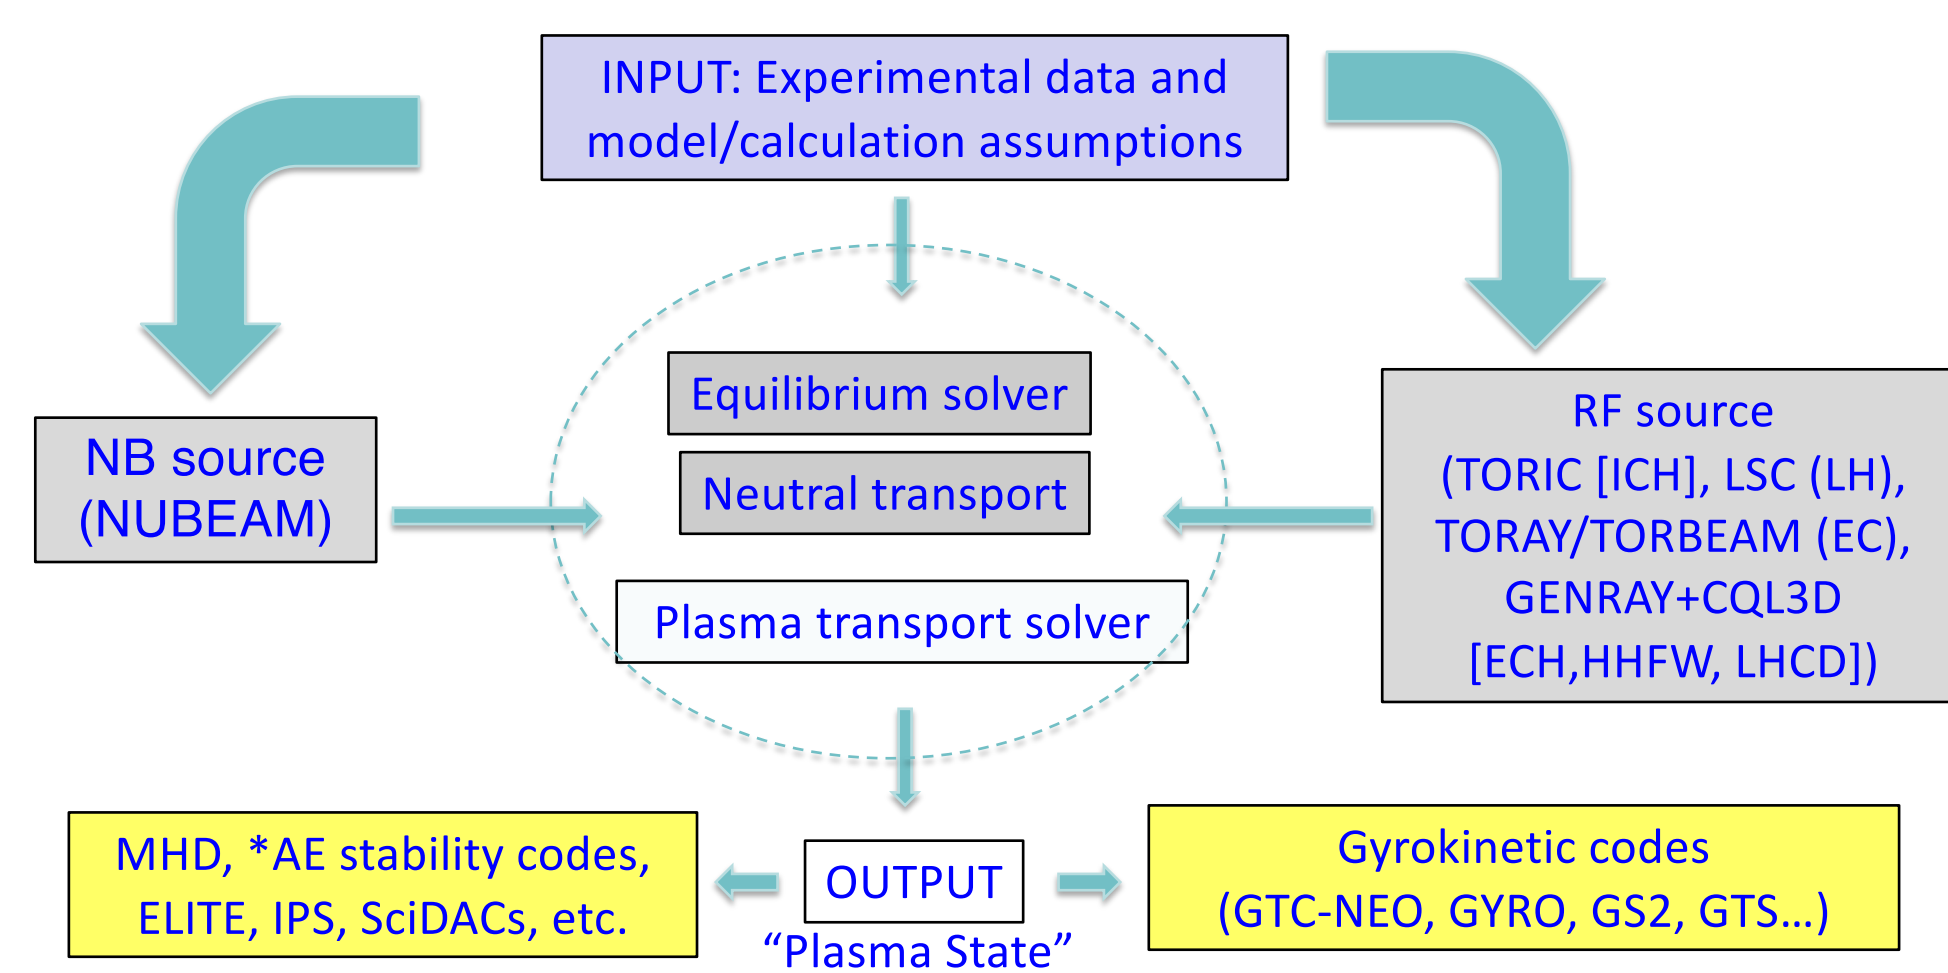 INPUT: Experimental data and
model/calculation assumptions
Equilibrium solver
Neutral transport
Plasma transport solver
NB source
(NUBEAM)
RF source
(TORIC [ICH], LSC (LH),
TORAY/TORBEAM (EC),
GENRAY+CQL3D
[ECH,HHFW, LHCD])
MHD, *AE stability codes,
ELITE, IPS, SciDACs, etc.
OUTPUT
“Plasma State”
Gyrokinetic codes
(GTC-NEO, GYRO, GS2, GTS…)